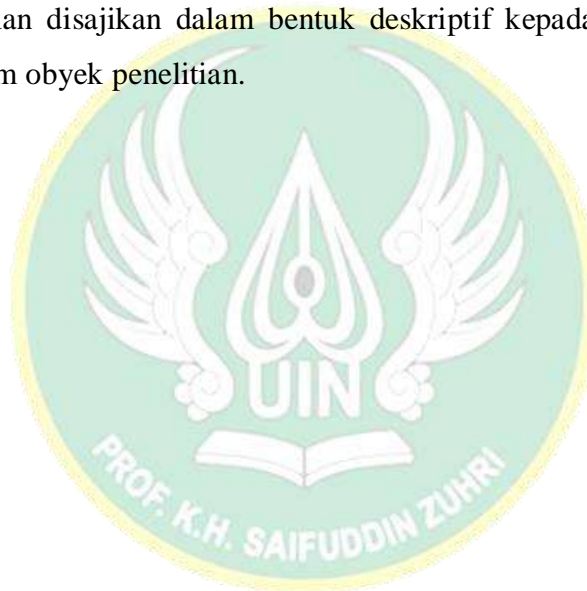 an disajikan dalam bentuk deskriptif kepada
m obyek penelitian.
UIN
PROF. K.H. SAIFUDDIN ZUHRI